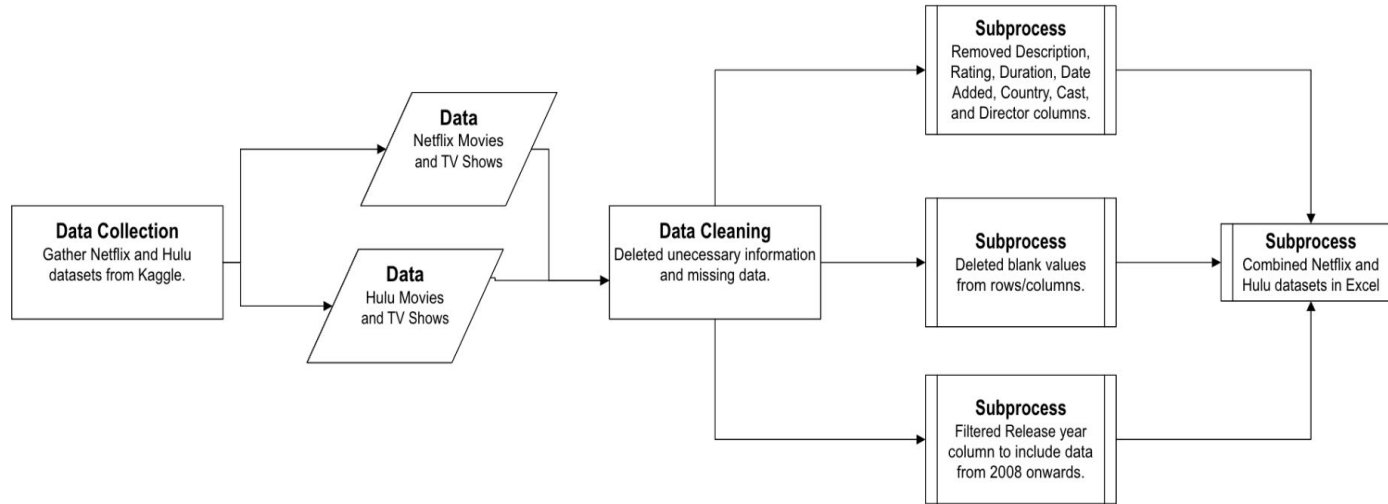 Data Collection
Gather Netflix and Hulu
datasets from Kaggle.
Data
Netflix Movies
and TV Shows
Data
Hulu Movies
and TV Shows
Data Cleaning
Deleted unecessary information
and missing data.
Subprocess
Removed Description,
Rating, Duration, Date
Added, Country, Cast,
and Director columns.
Subprocess
Deleted blank values
from rows/columns.
Subprocess
Filtered Release year
column to include data
from 2008 onwards.
Subprocess
Combined Netflix and
Hulu datasets in Excel